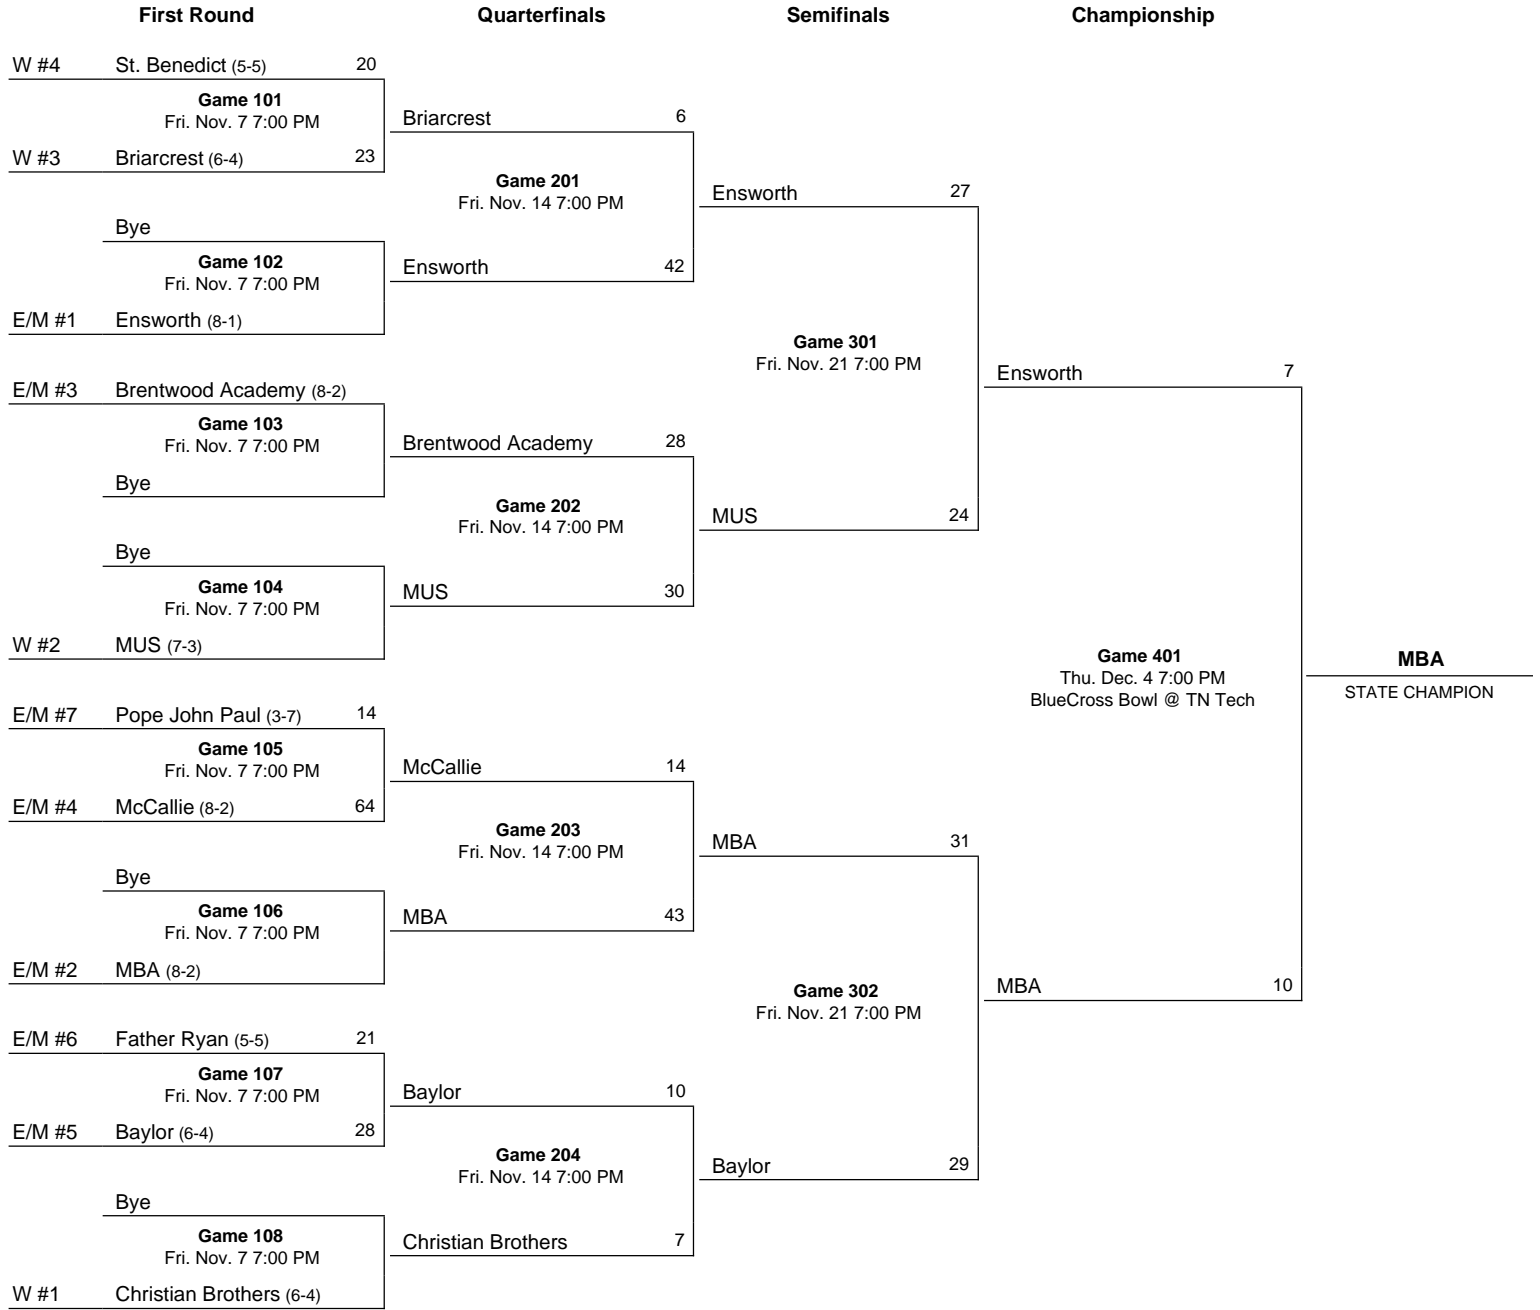 First Round Quarterfinals Semifinals Championship
W #4 St. Benedict (5-5) 20
Game 101
Fri. Nov. 7 7:00 PM
W #3 Briarcrest (6-4) 23
Bye
Game 102
Fri. Nov. 7 7:00 PM
E/M #1 Ensworth (8-1)
E/M #3 Brentwood Academy (8-2)
Game 103
Fri. Nov. 7 7:00 PM
Bye
Bye
Game 104
Fri. Nov. 7 7:00 PM
W #2 MUS (7-3)
E/M #7 Pope John Paul (3-7) 14
Game 105
Fri. Nov. 7 7:00 PM
E/M #4 McCallie (8-2) 64
Bye
Game 106
Fri. Nov. 7 7:00 PM
E/M #2 MBA (8-2)
E/M #6 Father Ryan (5-5) 21
Game 107
Fri. Nov. 7 7:00 PM
E/M #5 Baylor (6-4) 28
Bye
Game 108
Fri. Nov. 7 7:00 PM
W #1 Christian Brothers (6-4)
Briarcrest 6
Game 201
Fri. Nov. 14 7:00 PM
Ensworth 42
Brentwood Academy 28
Game 202
Fri. Nov. 14 7:00 PM
MUS 30
McCallie 14
Game 203
Fri. Nov. 14 7:00 PM
MBA 43
Baylor 10
Game 204
Fri. Nov. 14 7:00 PM
Christian Brothers 7
Ensworth 27
Game 301
Fri. Nov. 21 7:00 PM
MUS 24
MBA 31
Game 302
Fri. Nov. 21 7:00 PM
Baylor 29
Ensworth 7
Game 401
Thu. Dec. 4 7:00 PM
BlueCross Bowl @ TN Tech
MBA 10
MBA
STATE CHAMPION